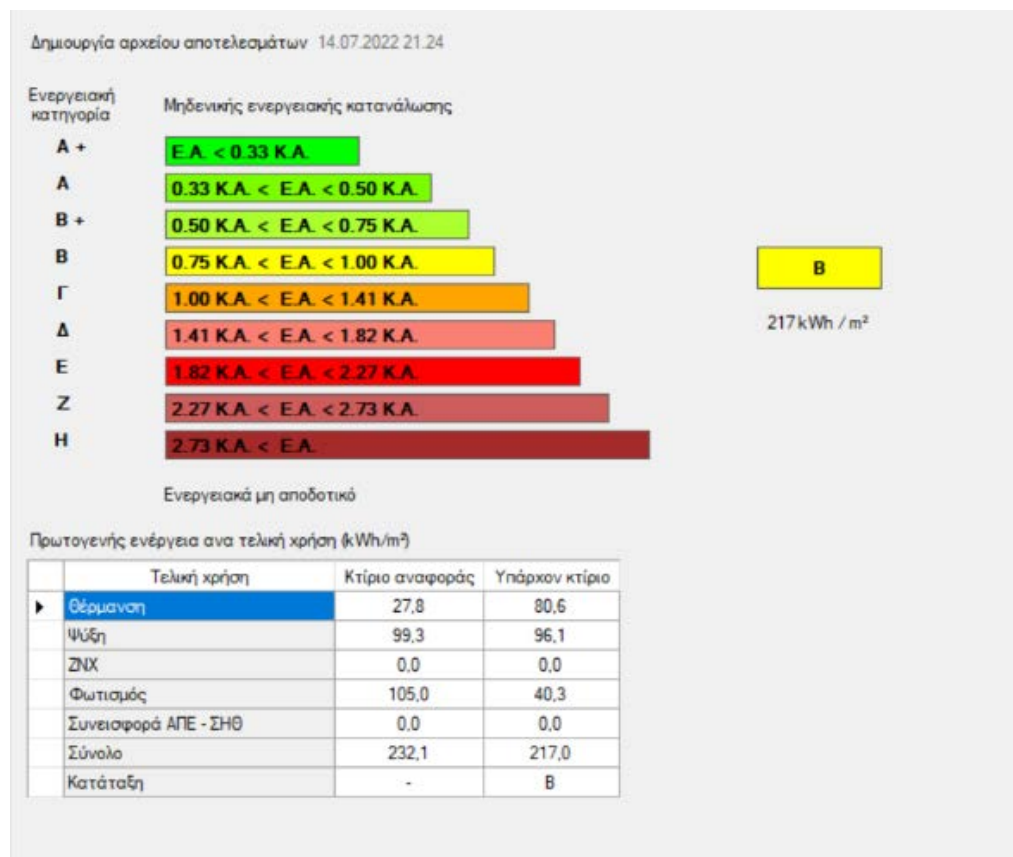 Δημιουργία αρχείου αποτελεσμάτων 14.07.2022 21.24
Ενεργειακή κατηγορία
Μηδενικής ενεργειακής κατανάλωσης
Α + Ε.Α. < 0.33 Κ.Α.
Α 0.33 Κ.Α. < Ε.Α. < 0.50 Κ.Α.
Β + 0.50 Κ.Α. < Ε.Α. < 0.75 Κ.Α.
Β 0.75 Κ.Α. < Ε.Α. < 1.00 Κ.Α.
Β
Γ 1.00 Κ.Α. < Ε.Α. < 1.41 Κ.Α.
Δ 1.41 Κ.Α. < Ε.Α. < 1.82 Κ.Α.
217 kWh / m²
Ε 1.82 Κ.Α. < Ε.Α. < 2.27 Κ.Α.
Ζ 2.27 Κ.Α. < Ε.Α. < 2.73 Κ.Α.
Η 2.73 Κ.Α. < Ε.Α.
Ενεργειακά μη αποδοτικό
Πρωτογενής ενέργεια ανα τελική χρήση (kWh/m²)
Τελική χρήση Κτίριο αναφοράς Υπάρχον κτίριο
Θέρμανση 27,8 80,6
Ψύξη 99,3 96,1
ΖΝΧ 0,0 0,0
Φωτισμός 105,0 40,3
Συνεισφορά ΑΠΕ - ΣΗΘ 0,0 0,0
Σύνολο 232,1 217,0
Κατάταξη - Β